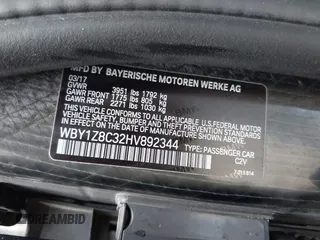 MFD BY BAYERISCHE MOTOREN WERKE AG
03/17
GVWR 3951 lbs 1792 kg
GAWR FRONT 1775 lbs 805 kg
GAWR REAR 2271 lbs 1030 kg
THIS VEHICLE CONFORMS TO ALL APPLICABLE U.S. FEDERAL MOTOR
VEHICLE SAFETY, BUMPER, AND THEFT PREVENTION STANDARDS IN
EFFECT ON THE DATE OF MANUFACTURE SHOWN ABOVE.
WBY1Z8C32HV892344
TYPE: PASSENGER CAR
C2V
DREAMBID